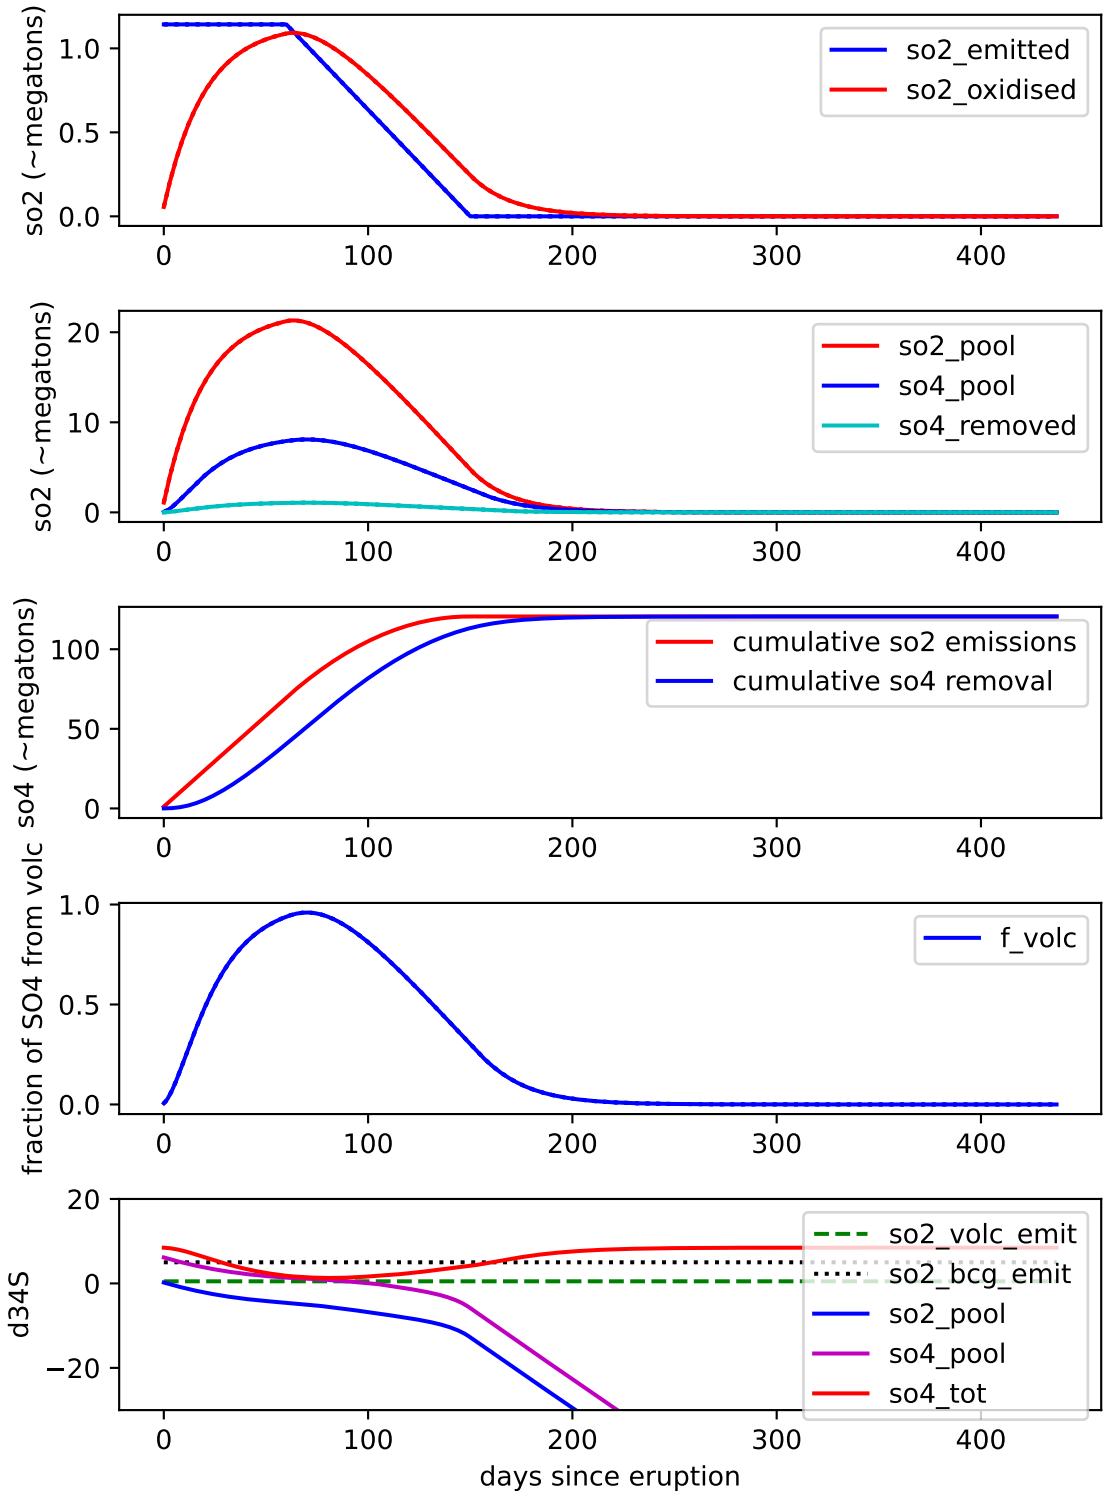 so2 (~megatons)
1.0
0.5
0.0
so2_emitted
so2_oxidised
0 100 200 300 400
so2 (~megatons)
20
10
0
so2_pool
so4_pool
so4_removed
0 100 200 300 400
so4 (~megatons)
100
50
0
cumulative so2 emissions
cumulative so4 removal
0 100 200 300 400
fraction of SO4 from volc
1.0
0.5
0.0
f_volc
0 100 200 300 400
d34S
20
0
−20
so2_volc_emit
so2_bcg_emit
so2_pool
so4_pool
so4_tot
0 100 200 300 400
days since eruption